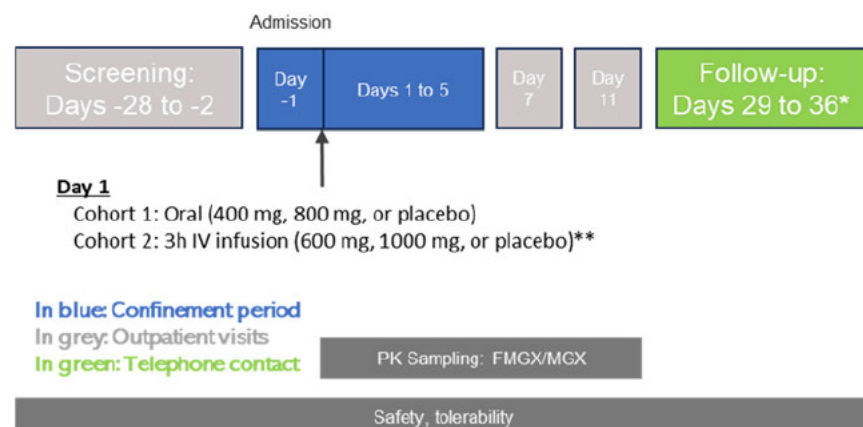 Admission
Screening:
Days -28 to -2
Day
-1
Days 1 to 5
Day
7
Day
11
Follow-up:
Days 29 to 36*
Day 1
Cohort 1: Oral (400 mg, 800 mg, or placebo)
Cohort 2: 3h IV infusion (600 mg, 1000 mg, or placebo)**
In blue: Confinement period
In grey: Outpatient visits
In green: Telephone contact
PK Sampling: FMGX/MGX
Safety, tolerability